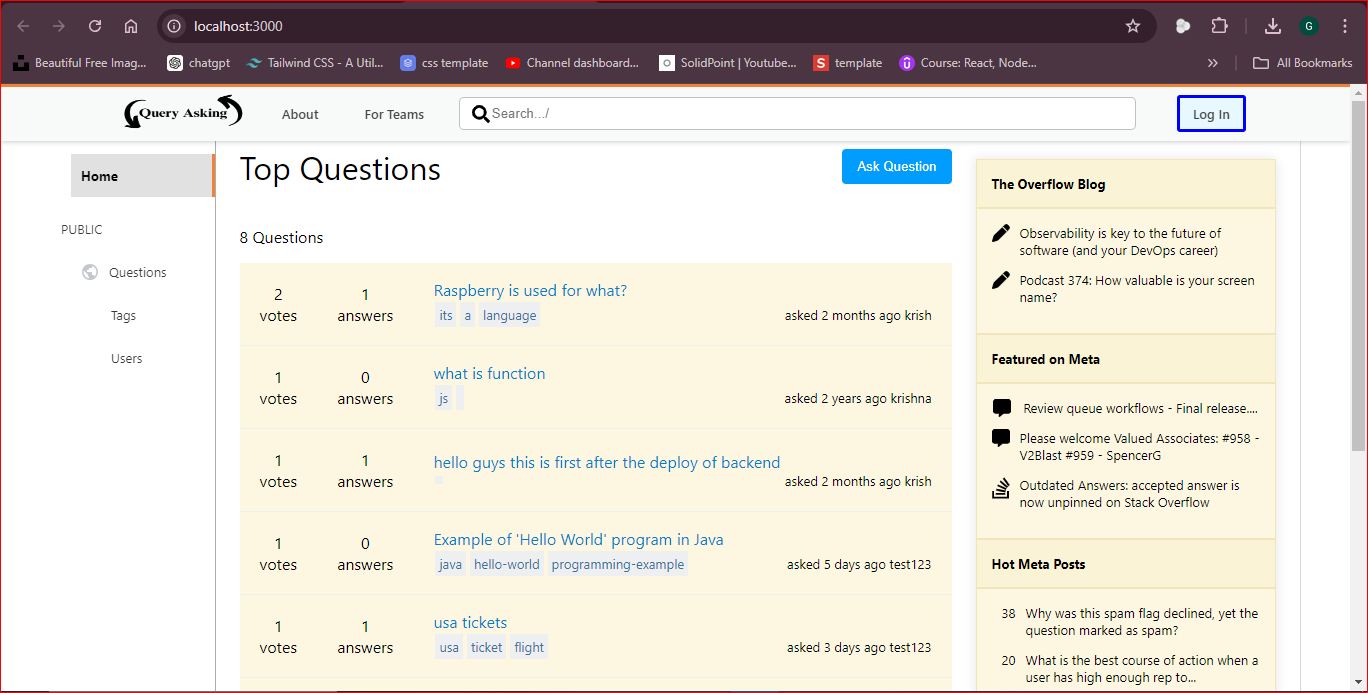 localhost:3000
G
Beautiful Free Imag...
chatgpt
Tailwind CSS - A Util...
css template
Channel dashboard...
SolidPoint | Youtube...
S template
Course: React, Node...
All Bookmarks
Query Asking
About
For Teams
Search.../
Log In
Home
PUBLIC
Questions
Tags
Users
Top Questions
Ask Question
8 Questions
2 votes
1 answers
Raspberry is used for what?
its a language
asked 2 months ago krish
1 votes
0 answers
what is function
js
asked 2 years ago krishna
1 votes
1 answers
hello guys this is first after the deploy of backend
asked 2 months ago krish
1 votes
0 answers
Example of 'Hello World' program in Java
java hello-world programming-example
asked 5 days ago test123
1 votes
1 answers
usa tickets
usa ticket flight
asked 3 days ago test123
The Overflow Blog
Observability is key to the future of
software (and your DevOps career)
Podcast 374: How valuable is your screen
name?
Featured on Meta
Review queue workflows - Final release....
Please welcome Valued Associates: #958 -
V2Blast #959 - SpencerG
Outdated Answers: accepted answer is
now unpinned on Stack Overflow
Hot Meta Posts
38 Why was this spam flag declined, yet the
question marked as spam?
20 What is the best course of action when a
user has high enough rep to...